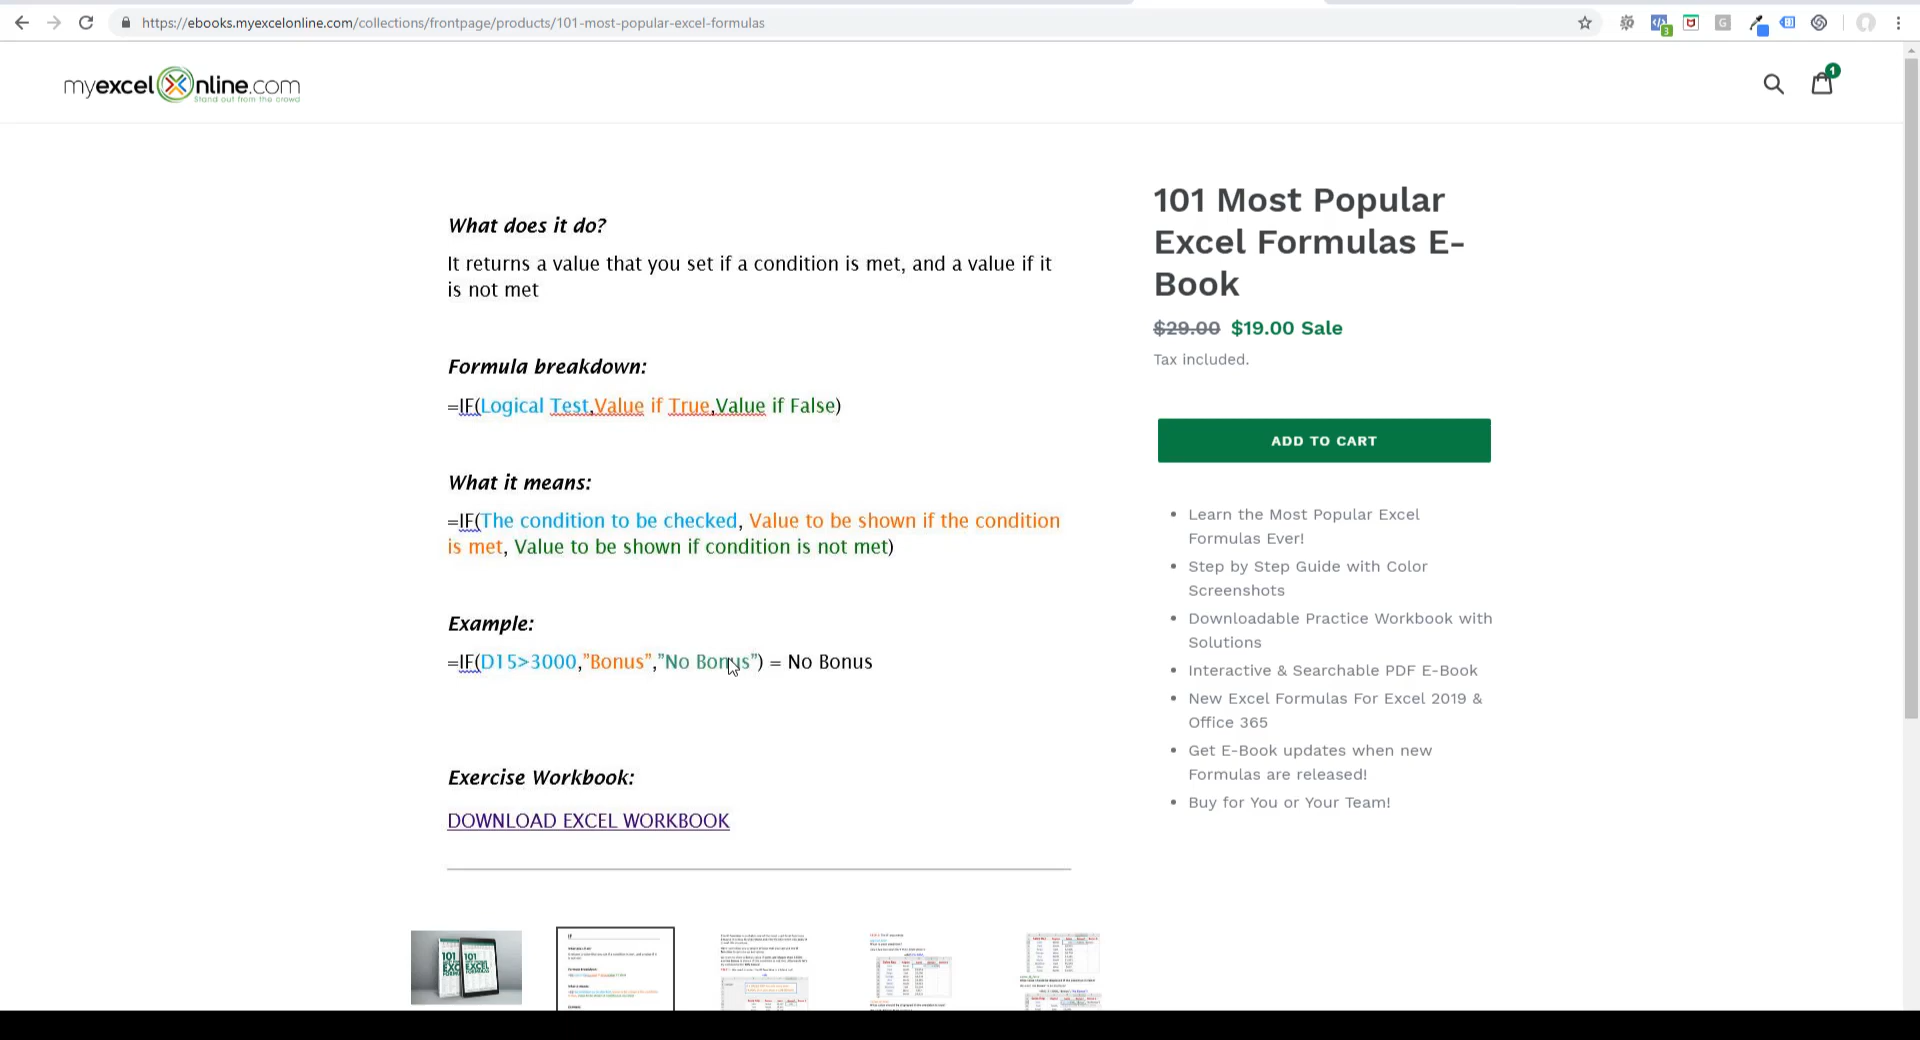 https://ebooks.myexcelonline.com/collections/frontpage/products/101-most-popular-excel-formulas
3
G
myexcelOnline.com
Stand out from the crowd
1
What does it do?
It returns a value that you set if a condition is met, and a value if it
is not met
Formula breakdown:
=IF(Logical Test,Value if True,Value if False)
What it means:
=IF(The condition to be checked, Value to be shown if the condition
is met, Value to be shown if condition is not met)
Example:
=IF(D15>3000,”Bonus”,”No Bonus”) = No Bonus
Exercise Workbook:
DOWNLOAD EXCEL WORKBOOK
101 Most Popular
Excel Formulas E-
Book
$29.00 $19.00 Sale
Tax included.
ADD TO CART
• Learn the Most Popular Excel
Formulas Ever!
• Step by Step Guide with Color
Screenshots
• Downloadable Practice Workbook with
Solutions
• Interactive & Searchable PDF E-Book
• New Excel Formulas For Excel 2019 &
Office 365
• Get E-Book updates when new
Formulas are released!
• Buy for You or Your Team!
101
101